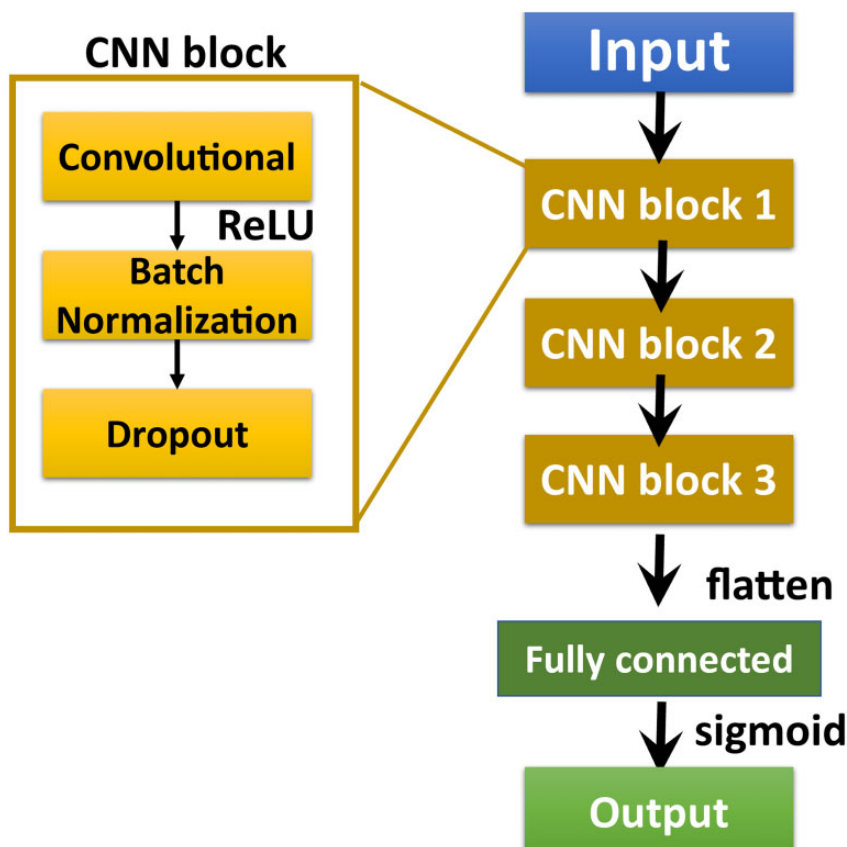 CNN block
Convolutional
ReLU
Batch
Normalization
Dropout
Input
CNN block 1
CNN block 2
CNN block 3
flatten
Fully connected
sigmoid
Output